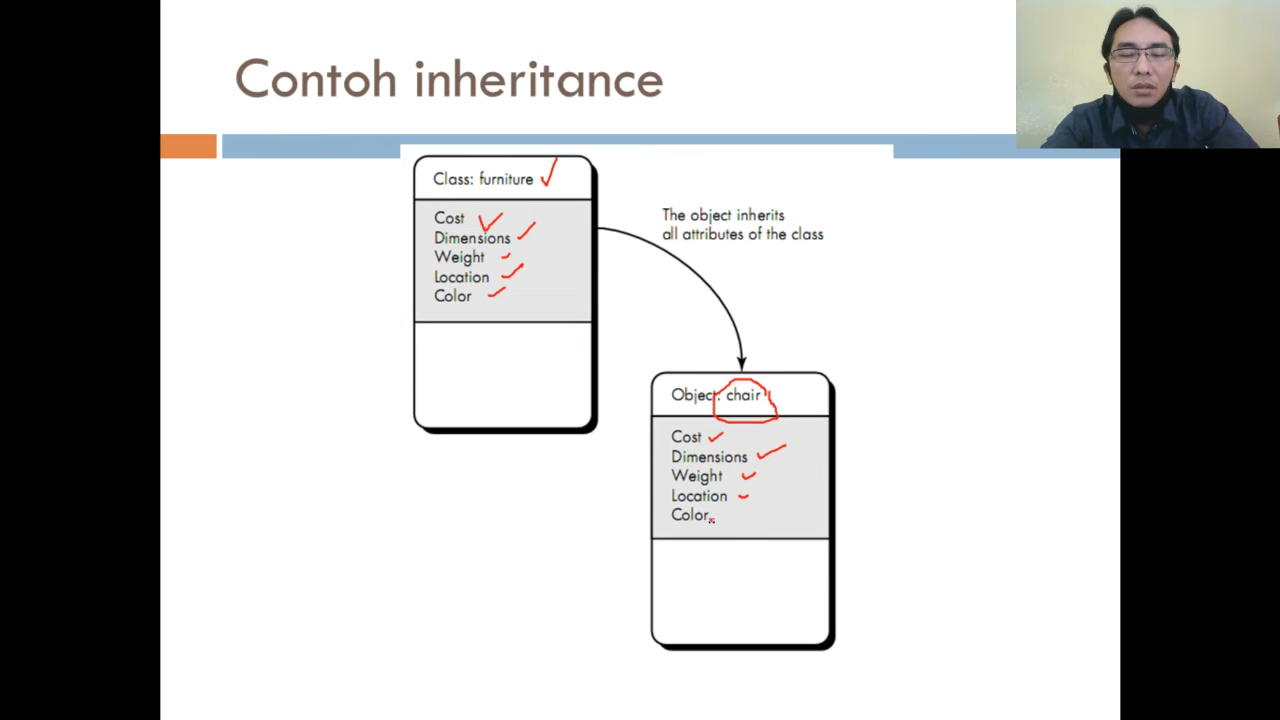 Contoh inheritance
Class: furniture
Cost
Dimensions
Weight
Location
Color
The object inherits
all attributes of the class
Object: chair
Cost
Dimensions
Weight
Location
Color